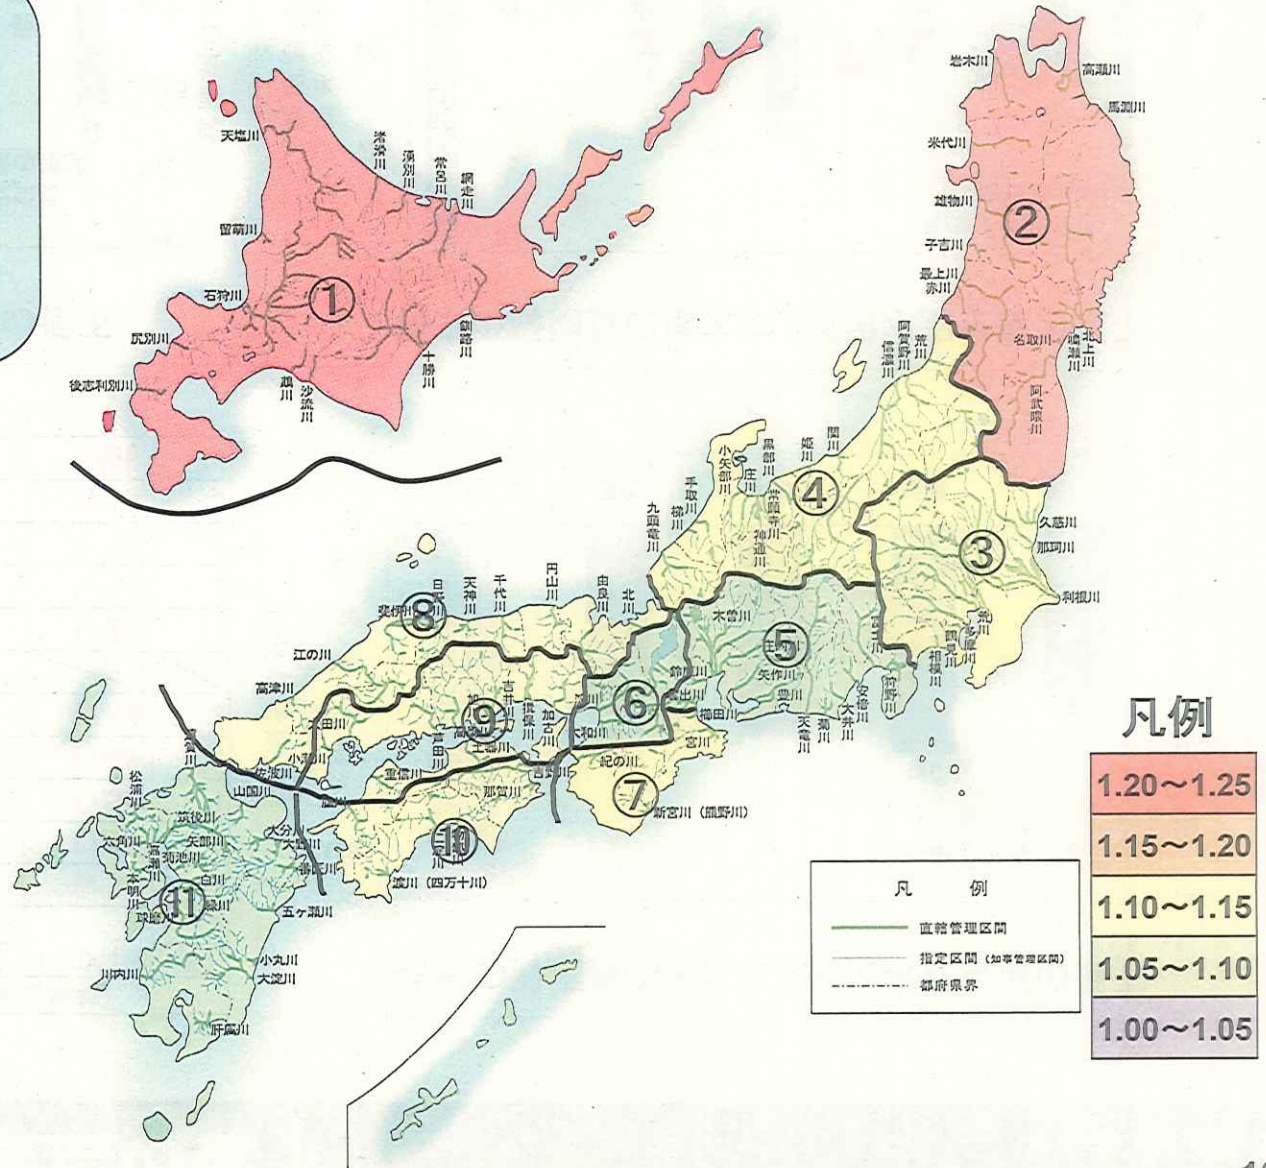 天塩川
渚滑川
湧別川
常呂川
網走川
留萌川
石狩川
①
尻別川
後志利別川
鵡川
沙流川
十勝川
釧路川
岩木川
高瀬川
馬淵川
米代川
雄物川
②
子吉川
最上川
赤川
名取川
鳴瀬川
北上川
阿武隈川
荒川
阿賀野川
信濃川
関川
姫川
黒部川
常願寺川
神通川
庄川
小矢部川
手取川
梯川
九頭竜川
④
久慈川
那珂川
③
利根川
荒川
多摩川
鶴見川
相模川
北川
由良川
円山川
千代川
天神川
日野川
斐伊川
⑧
江の川
高津川
木曽川
⑤
矢作川
豊川
鈴鹿川
雲出川
櫛田川
宮川
狩野川
安倍川
大井川
菊川
天竜川
⑥
大和川
紀の川
⑦
新宮川(熊野川)
吉井川
⑨
揖保川
加古川
芦田川
小瀬川
佐波川
重信川
土器川
吉野川
那賀川
⑩
渡川(四万十川)
山国川
松浦川
筑後川
矢部川
六角川
嘉瀬川
菊池川
本明川
白川
緑川
⑪
球磨川
大分川
大野川
番匠川
五ヶ瀬川
小丸川
大淀川
川内川
肝属川
凡例
直轄管理区間
指定区間(知事管理区間)
都府県界
凡例
1.20～1.25
1.15～1.20
1.10～1.15
1.05～1.10
1.00～1.05